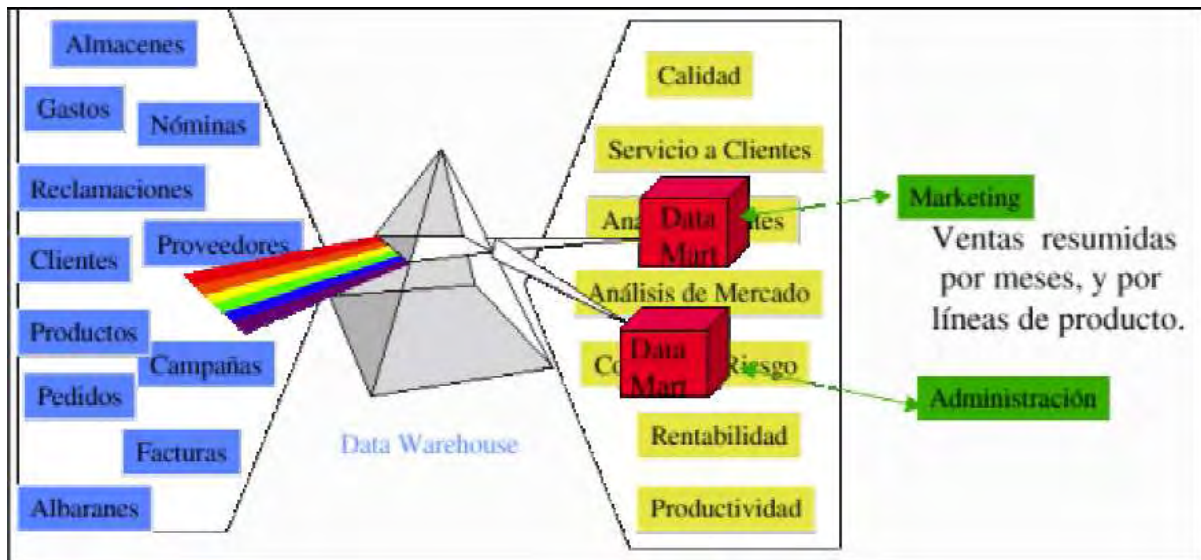 Almacenes
Gastos
Nóminas
Reclamaciones
Proveedores
Clientes
Productos
Campañas
Pedidos
Facturas
Albaranes
Data Warehouse
Calidad
Servicio a Clientes
Data
Mart
Análisis de Mercado
Data
Mart
Riesgo
Rentabilidad
Productividad
Marketing
Ventas resumidas
por meses, y por
líneas de producto.
Administración